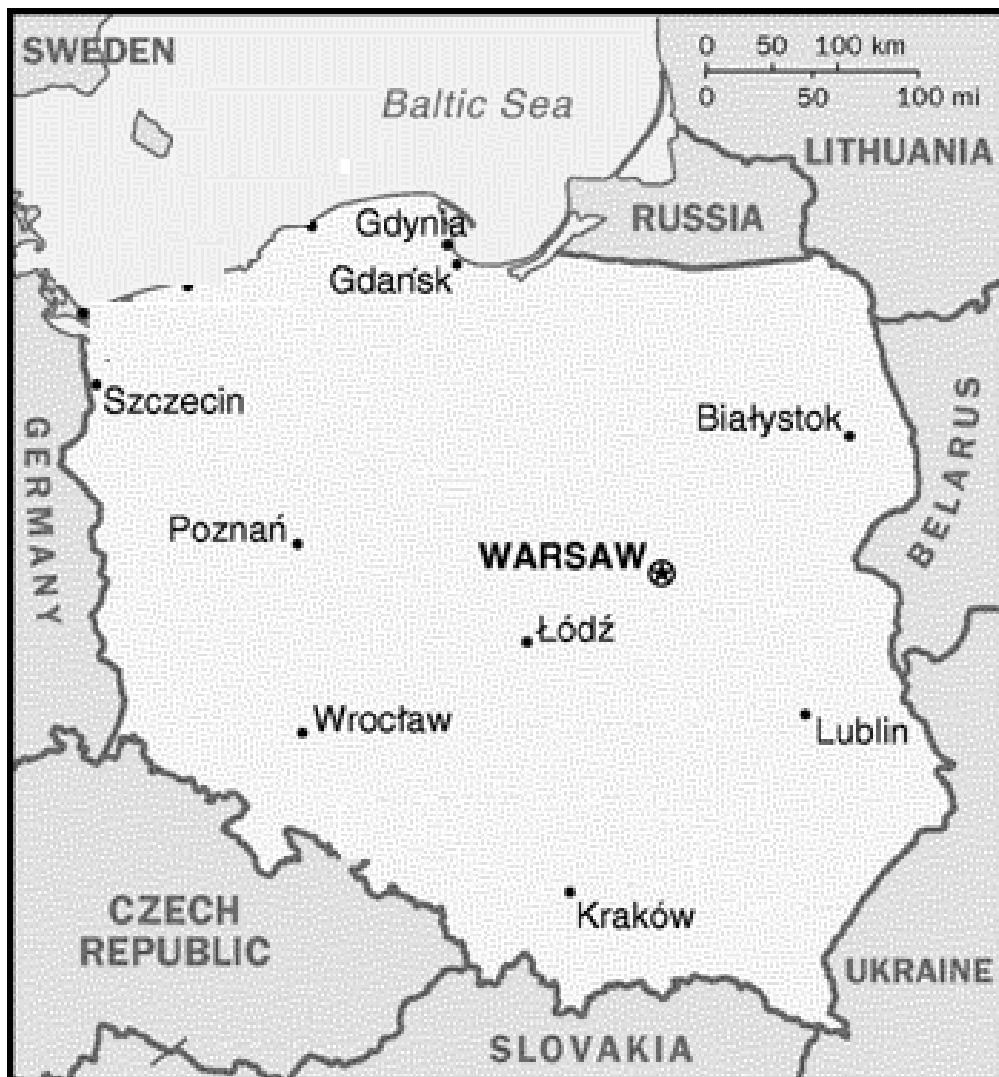 SWEDEN
0 50 100 km
0 50 100 mi
Baltic Sea
LITHUANIA
RUSSIA
Gdynia
Gdańsk
Szczecin
GERMANY
Białystok
BELARUS
Poznań
WARSAW
Łódź
Wrocław
Lublin
CZECH
REPUBLIC
Kraków
UKRAINE
SLOVAKIA